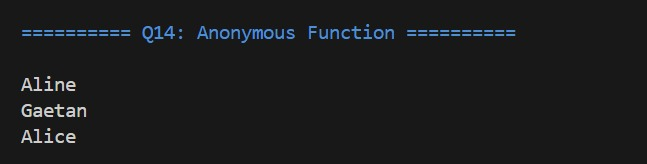 ========== Q14: Anonymous Function ==========
Aline
Gaetan
Alice